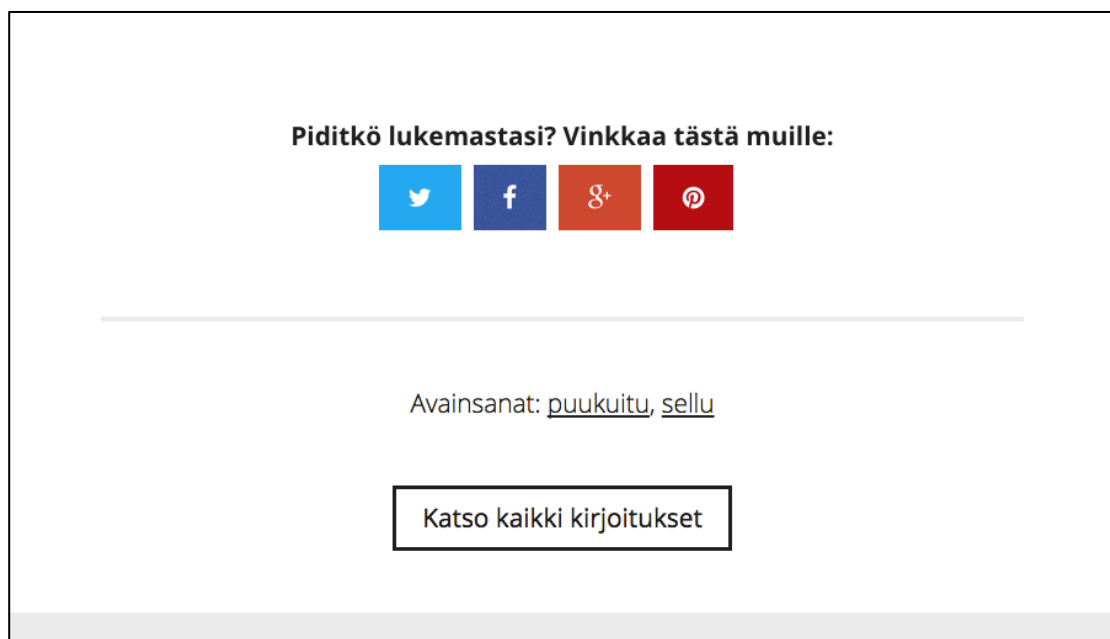 Piditkö lukemastasi? Vinkkaa tästä muille:
f g+
Avainsanat: puukuitu, sellu
Katso kaikki kirjoitukset